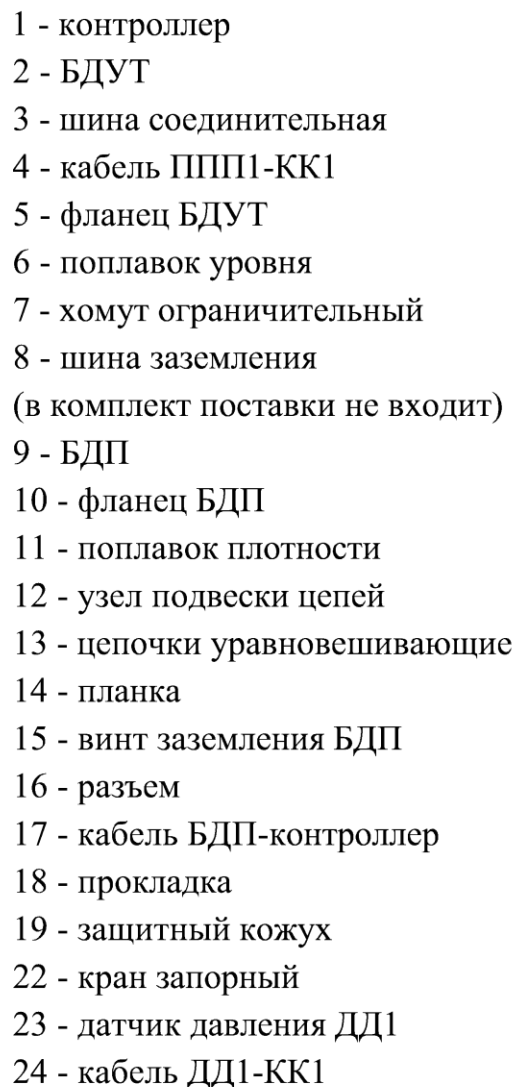 1 - контроллер
2 - БДУТ
3 - шина соединительная
4 - кабель ППП1-КК1
5 - фланец БДУТ
6 - поплавок уровня
7 - хомут ограничительный
8 - шина заземления
(в комплект поставки не входит)
9 - БДП
10 - фланец БДП
11 - поплавок плотности
12 - узел подвески цепей
13 - цепочки уравновешивающие
14 - планка
15 - винт заземления БДП
16 - разъем
17 - кабель БДП-контроллер
18 - прокладка
19 - защитный кожух
22 - кран запорный
23 - датчик давления ДД1
24 - кабель ДД1-КК1